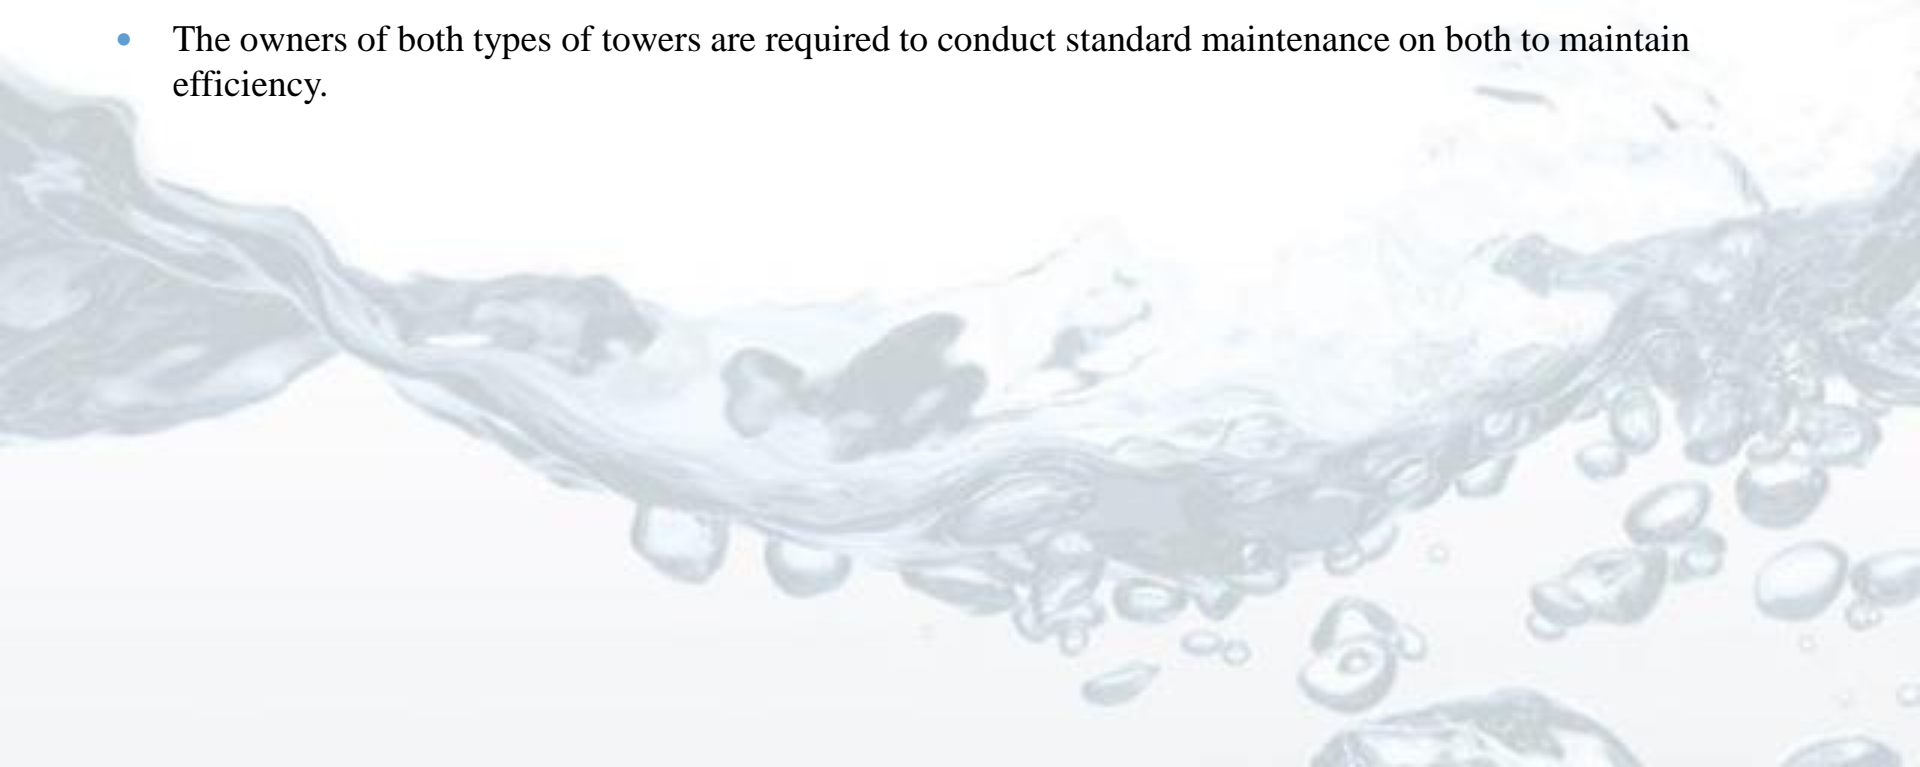 • The owners of both types of towers are required to conduct standard maintenance on both to maintain
efficiency.